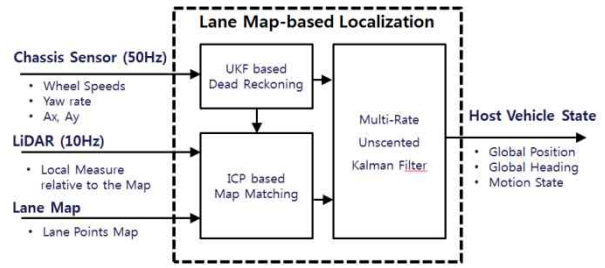 Lane Map-based Localization
Chassis Sensor (50Hz)
• Wheel Speeds
• Yaw rate
• Ax, Ay
LiDAR (10Hz)
• Local Measure
relative to the Map
Lane Map
• Lane Points Map
UKF based
Dead Reckoning
ICP based
Map Matching
Multi-Rate
Unscented
Kalman Filter
Host Vehicle State
• Global Position
• Global Heading
• Motion State